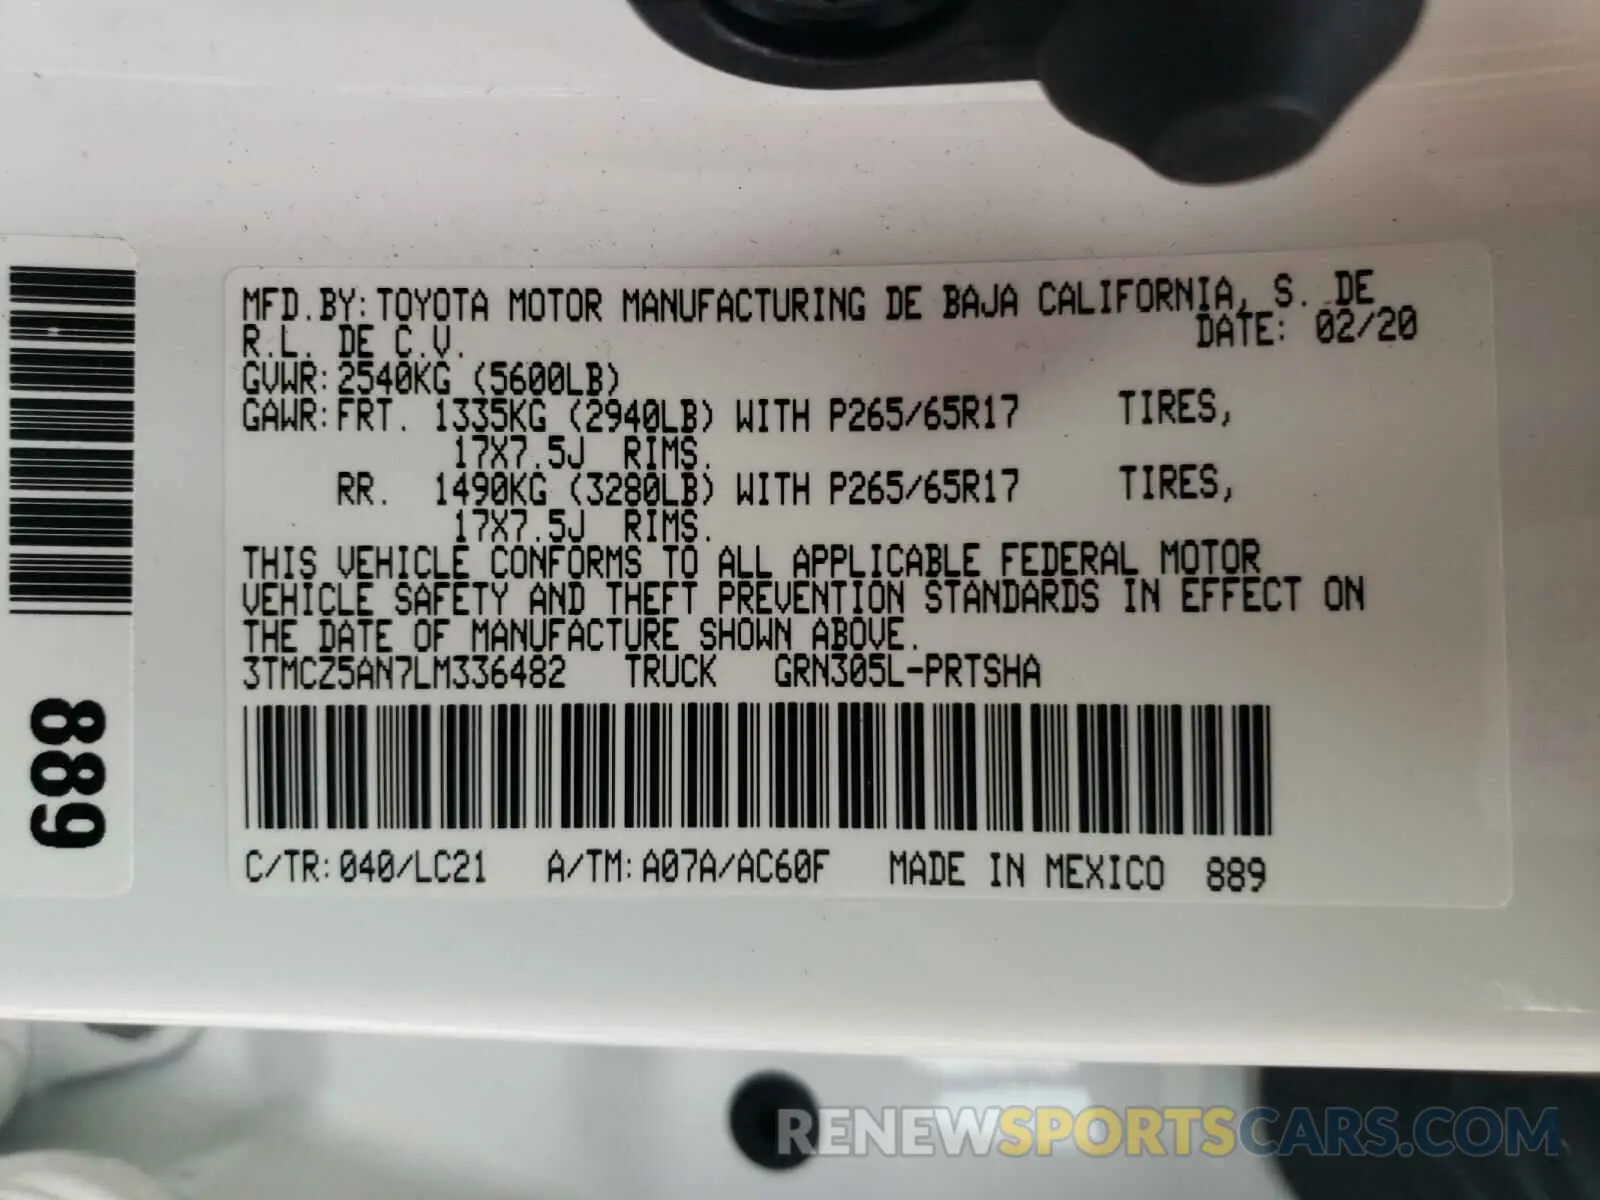 MFD.BY:TOYOTA MOTOR MANUFACTURING DE BAJA CALIFORNIA, S. DE
R.L. DE C.V. DATE: 02/20
GVWR:2540KG (5600LB)
GAWR:FRT. 1335KG (2940LB) WITH P265/65R17 TIRES,
17X7.5J RIMS.
RR. 1490KG (3280LB) WITH P265/65R17 TIRES,
17X7.5J RIMS.
THIS VEHICLE CONFORMS TO ALL APPLICABLE FEDERAL MOTOR
VEHICLE SAFETY AND THEFT PREVENTION STANDARDS IN EFFECT ON
THE DATE OF MANUFACTURE SHOWN ABOVE.
3TMCZ5AN7LM336482 TRUCK GRN305L-PRTSHA
C/TR:040/LC21 A/TM:A07A/AC60F MADE IN MEXICO 889
889
RENEWSPORTSCARS.COM